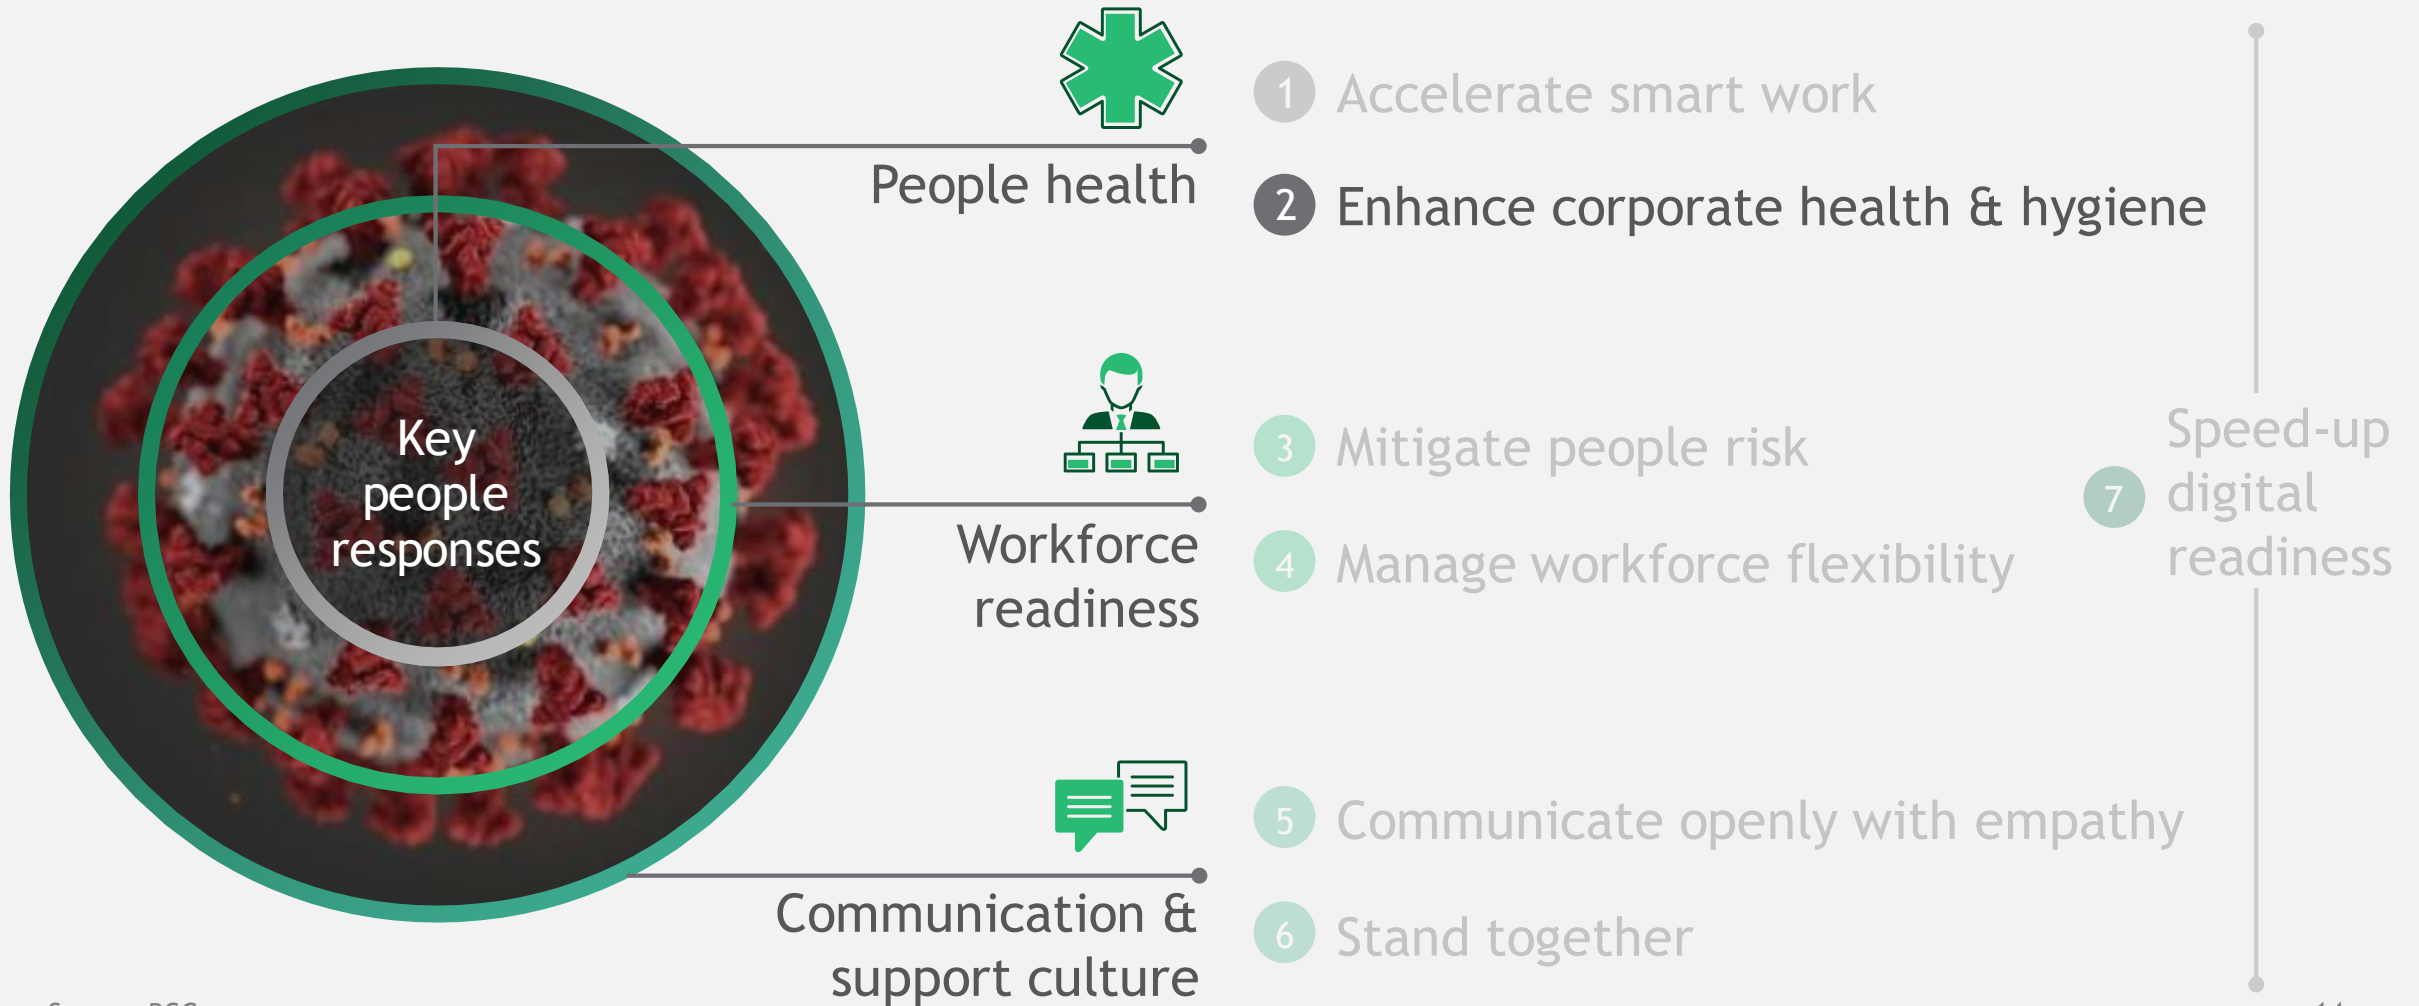 Key
people
responses
People health
1 Accelerate smart work
2 Enhance corporate health & hygiene
Workforce
readiness
3 Mitigate people risk
4 Manage workforce flexibility
Communication &
support culture
5 Communicate openly with empathy
6 Stand together
7 Speed-up
digital
readiness